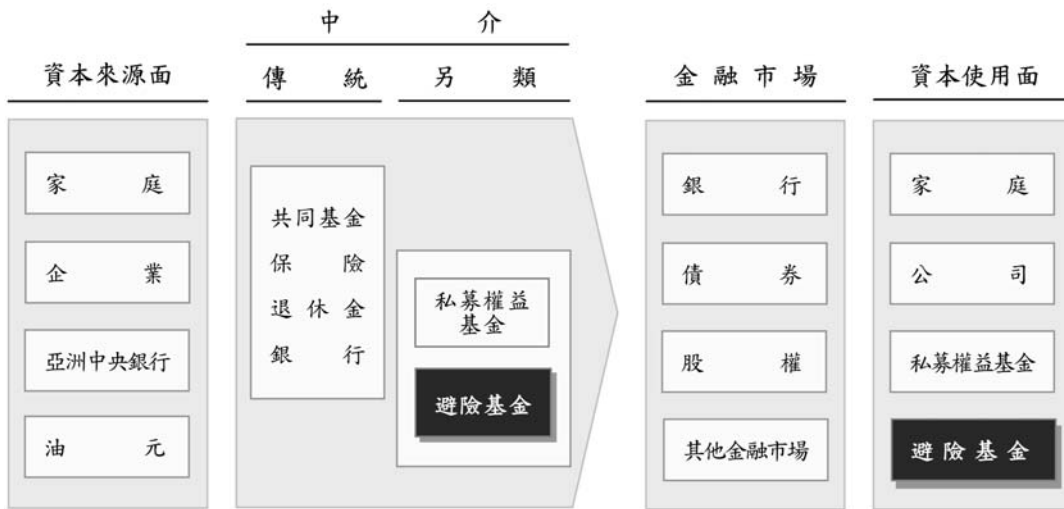 中介
資本來源面
傳統
另類
金融市場
資本使用面
家庭
企業
亞洲中央銀行
油元
共同基金
保險
退休金
銀行
私募權益
基金
避險基金
銀行
債券
股權
其他金融市場
家庭
公司
私募權益基金
避險基金